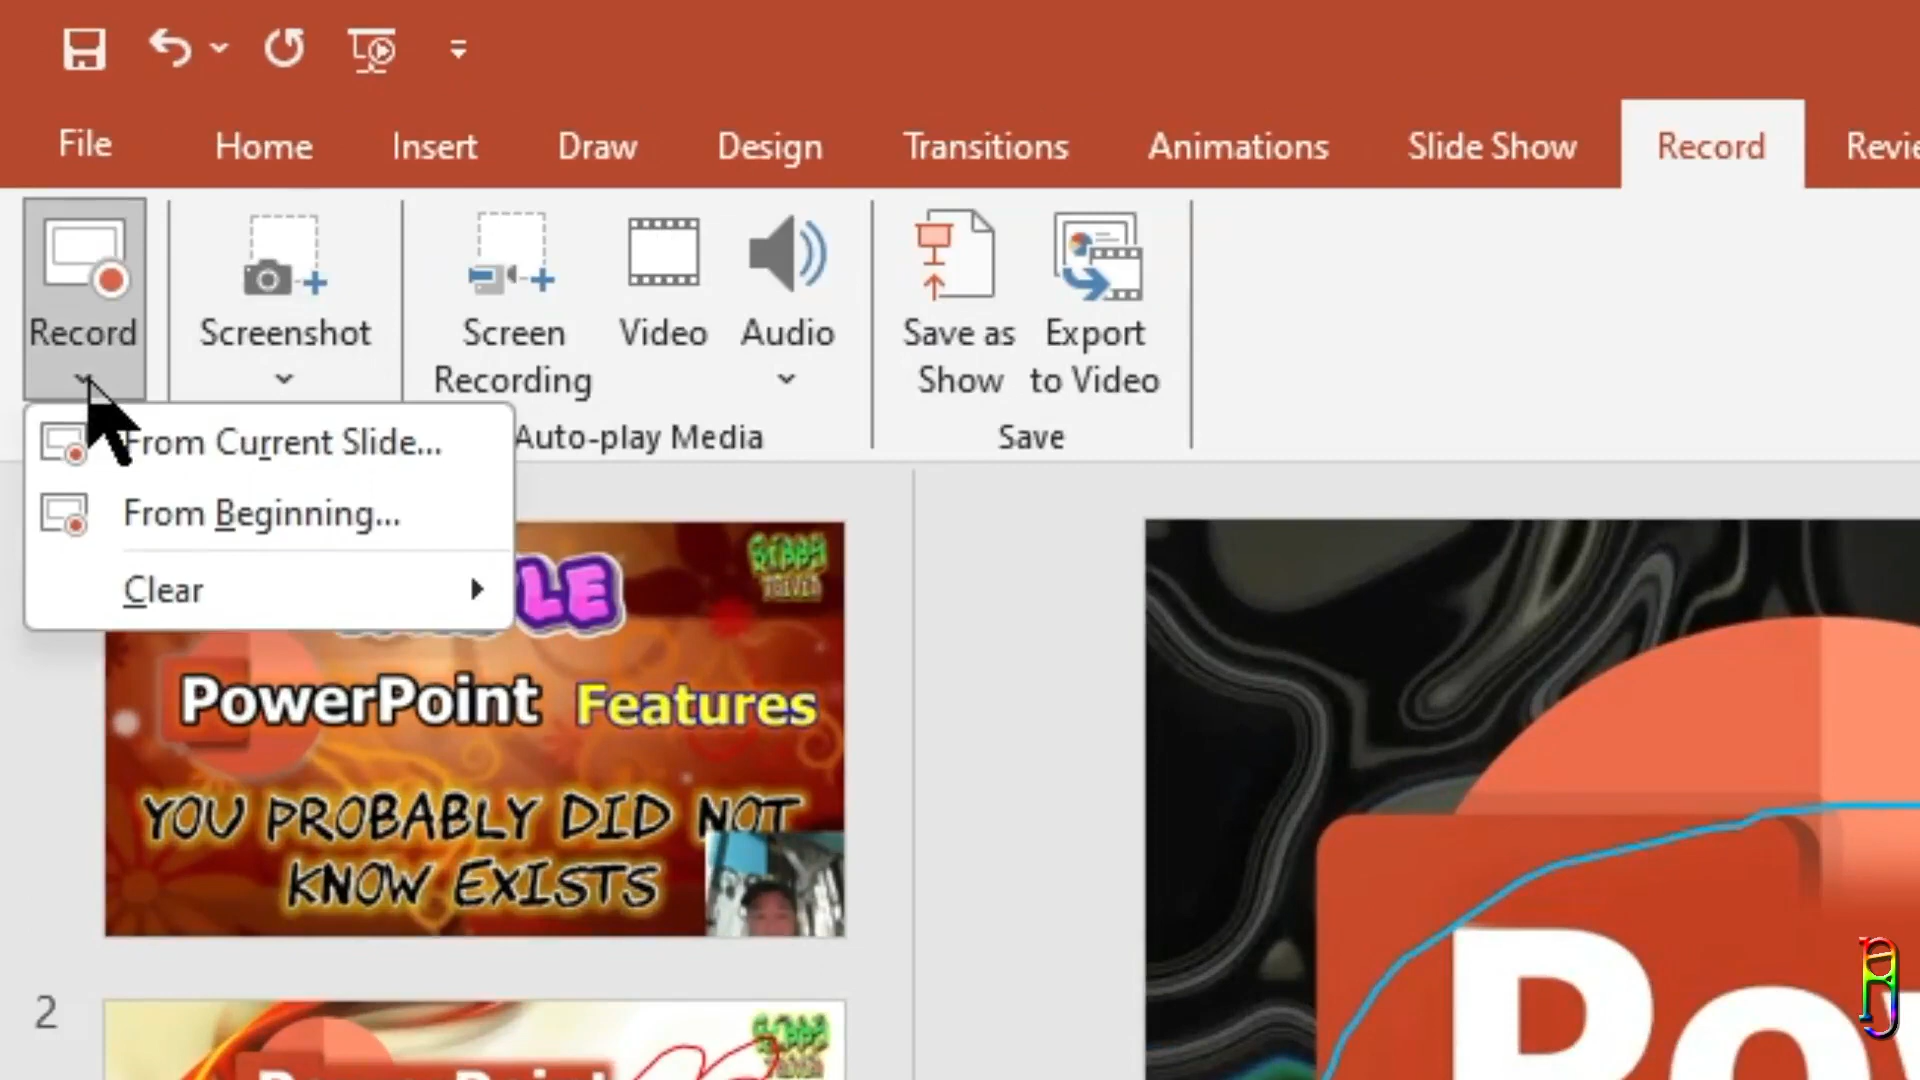 File Home Insert Draw Design Transitions Animations Slide Show Record
Record Screenshot Screen Recording Video Audio Save as Show Export to Video
Auto-play Media Save
From Current Slide...
From Beginning...
Clear
PowerPoint Features
YOU PROBABLY DID NOT
KNOW EXISTS
2